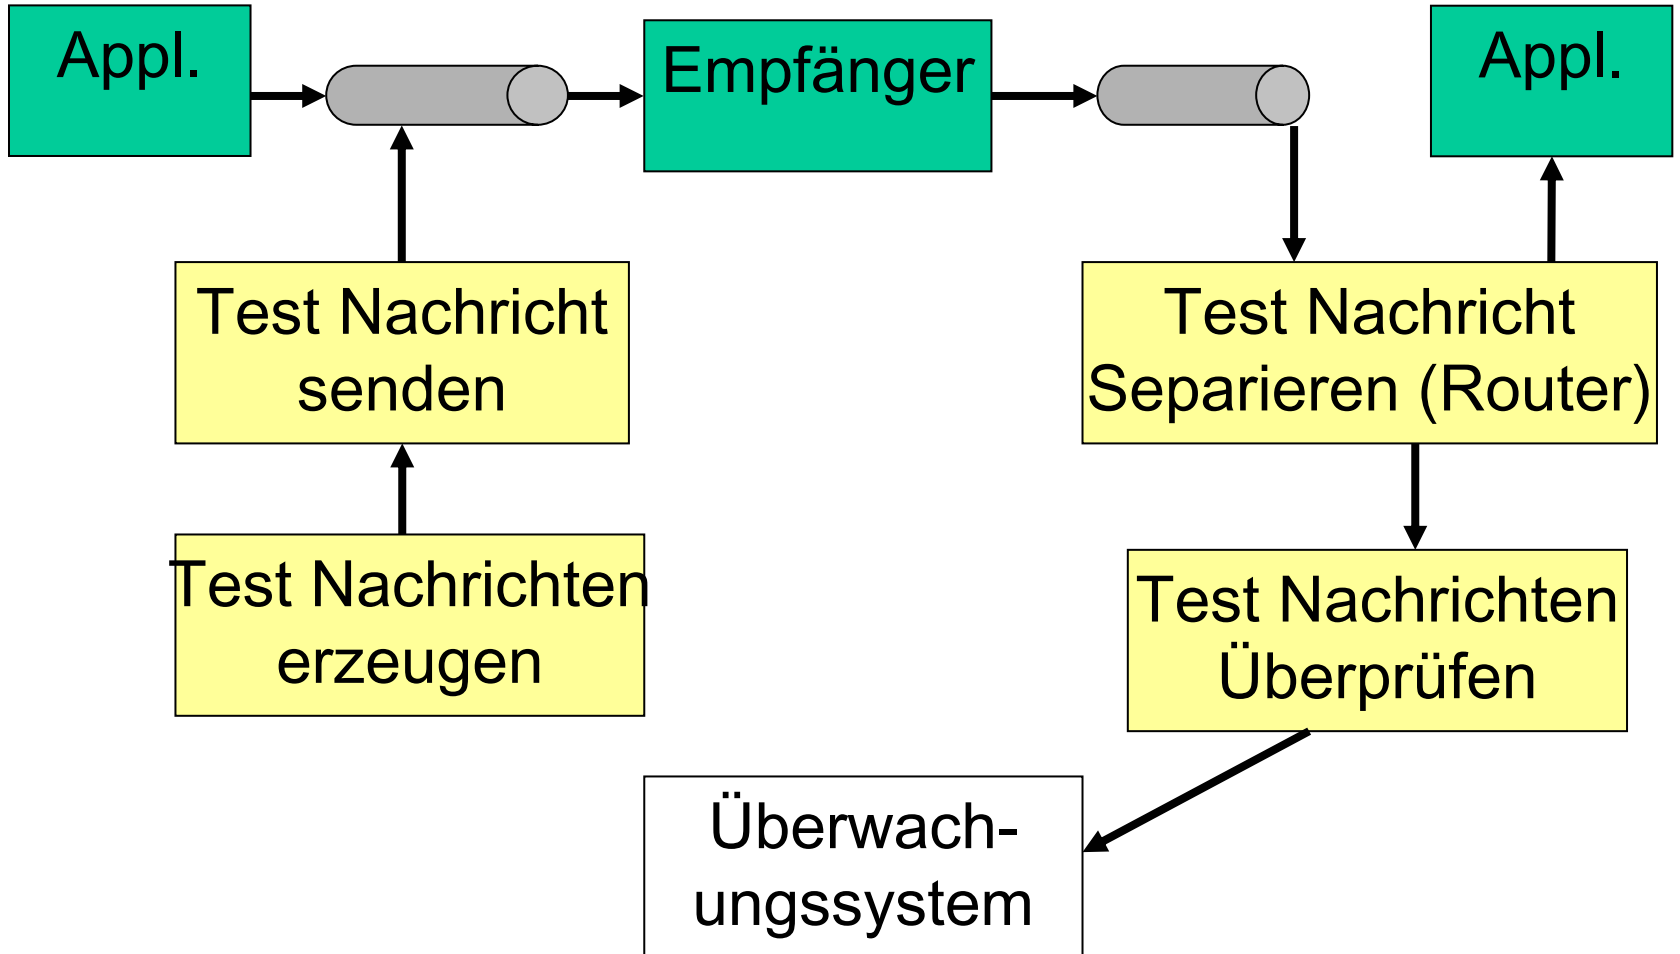 Appl.
Empfänger
Appl.
Test Nachricht
senden
Test Nachricht
Separieren (Router)
Test Nachrichten
erzeugen
Test Nachrichten
Überprüfen
Überwach-
ungssystem